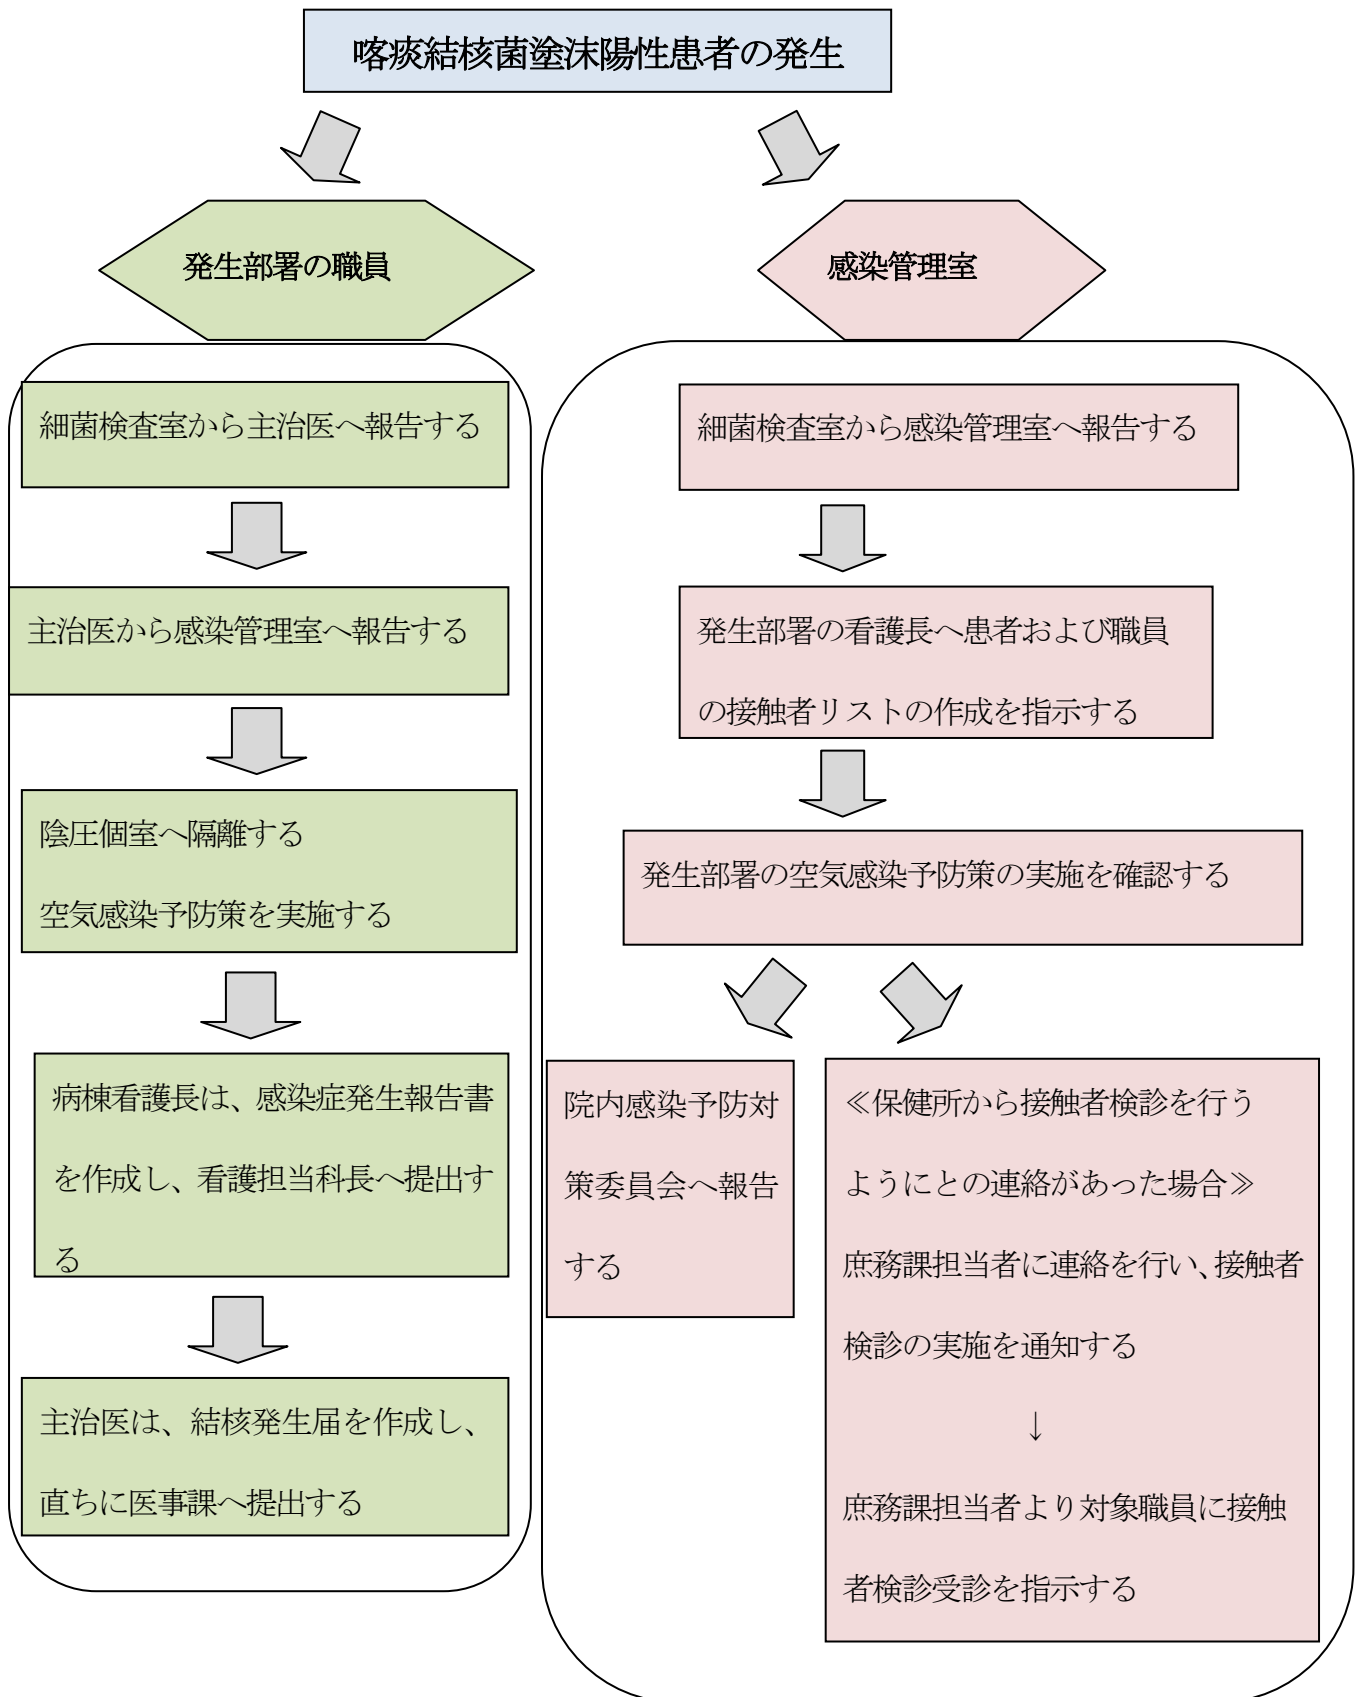 喀痰結核菌塗沫陽性患者の発生
発生部署の職員
細菌検査室から主治医へ報告する
主治医から感染管理室へ報告する
陰圧個室へ隔離する
空気感染予防策を実施する
病棟看護長は、感染症発生報告書
を作成し、看護担当科長へ提出す
る
主治医は、結核発生届を作成し、
直ちに医事課へ提出する
感染管理室
細菌検査室から感染管理室へ報告する
発生部署の看護長へ患者および職員
の接触者リストの作成を指示する
発生部署の空気感染予防策の実施を確認する
院内感染予防対
策委員会へ報告
する
≪保健所から接触者検診を行う
ようにとの連絡があった場合≫
庶務課担当者に連絡を行い、接触者
検診の実施を通知する
↓
庶務課担当者より対象職員に接触
者検診受診を指示する